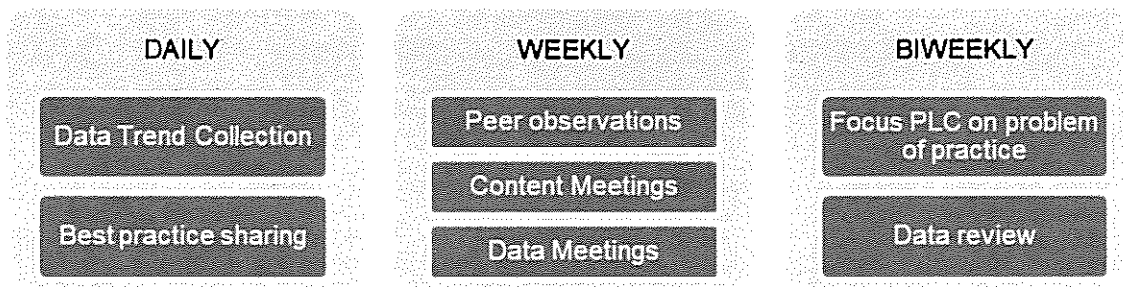 DAILY
Data Trend Collection
Best practice sharing
WEEKLY
Peer observations
Content Meetings
Data Meetings
BIWEEKLY
Focus PLC on problem
of practice
Data review